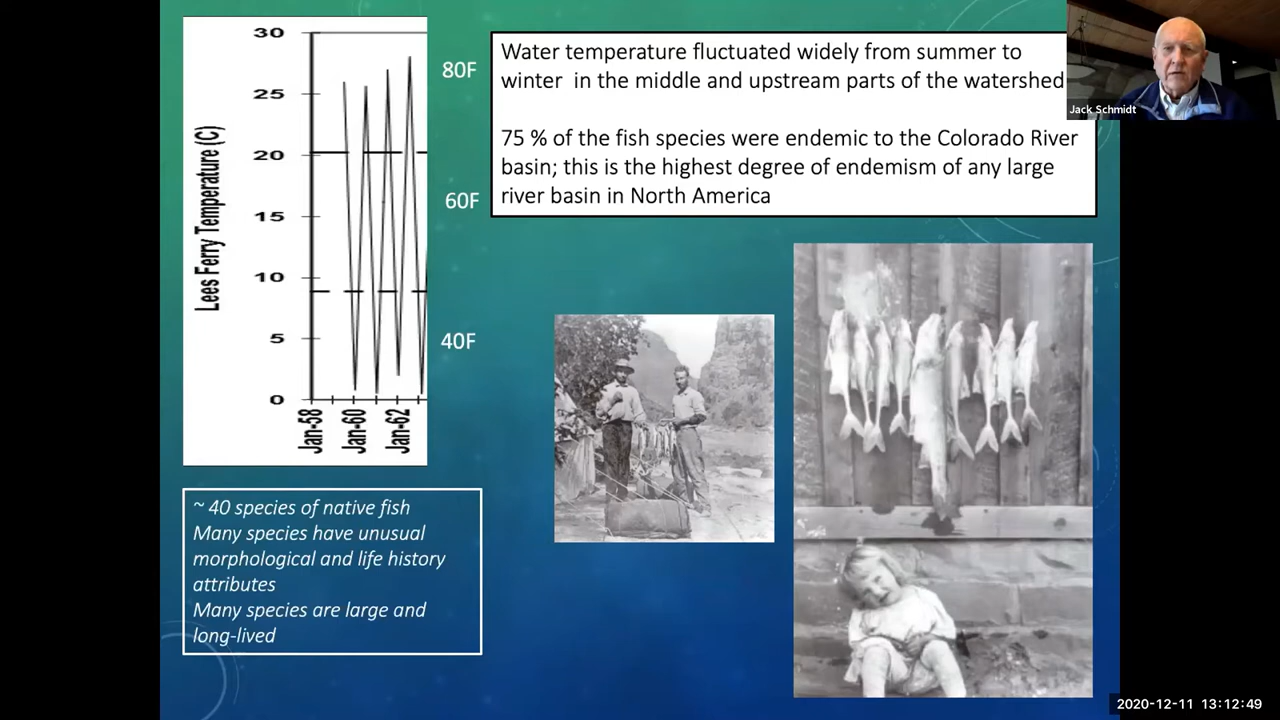 30
25
20
15
10
5
0
Lees Ferry Temperature (C)
Jan-58
Jan-60
Jan-62
80F
60F
40F
Water temperature fluctuated widely from summer to
winter in the middle and upstream parts of the watershed
75 % of the fish species were endemic to the Colorado River
basin; this is the highest degree of endemism of any large
river basin in North America
Jack Schmidt
~ 40 species of native fish
Many species have unusual
morphological and life history
attributes
Many species are large and
long-lived
2020-12-11 13:12:49